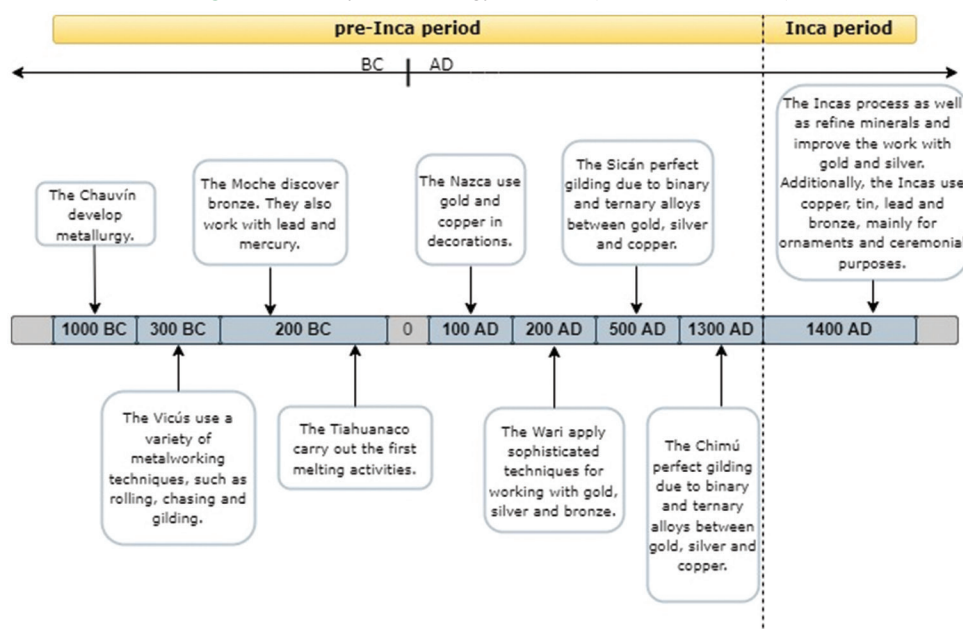 pre-Inca period
Inca period
BC
AD
The Chauvín
develop
metallurgy.
The Moche discover
bronze. They also
work with lead and
mercury.
The Nazca use
gold and
copper in
decorations.
The Sicán perfect
gilding due to binary
and ternary alloys
between gold, silver
and copper.
The Incas process as well
as refine minerals and
improve the work with
gold and silver.
Additionally, the Incas use
copper, tin, lead and
bronze, mainly for
ornaments and ceremonial
purposes.
1000 BC
300 BC
200 BC
0
100 AD
200 AD
500 AD
1300 AD
1400 AD
The Vicús use a
variety of
metalworking
techniques, such as
rolling, chasing and
gilding.
The Tiahuanaco
carry out the first
melting activities.
The Wari apply
sophisticated
techniques for
working with gold,
silver and bronze.
The Chimú
perfect gilding
due to binary
and ternary
alloys between
gold, silver and
copper.